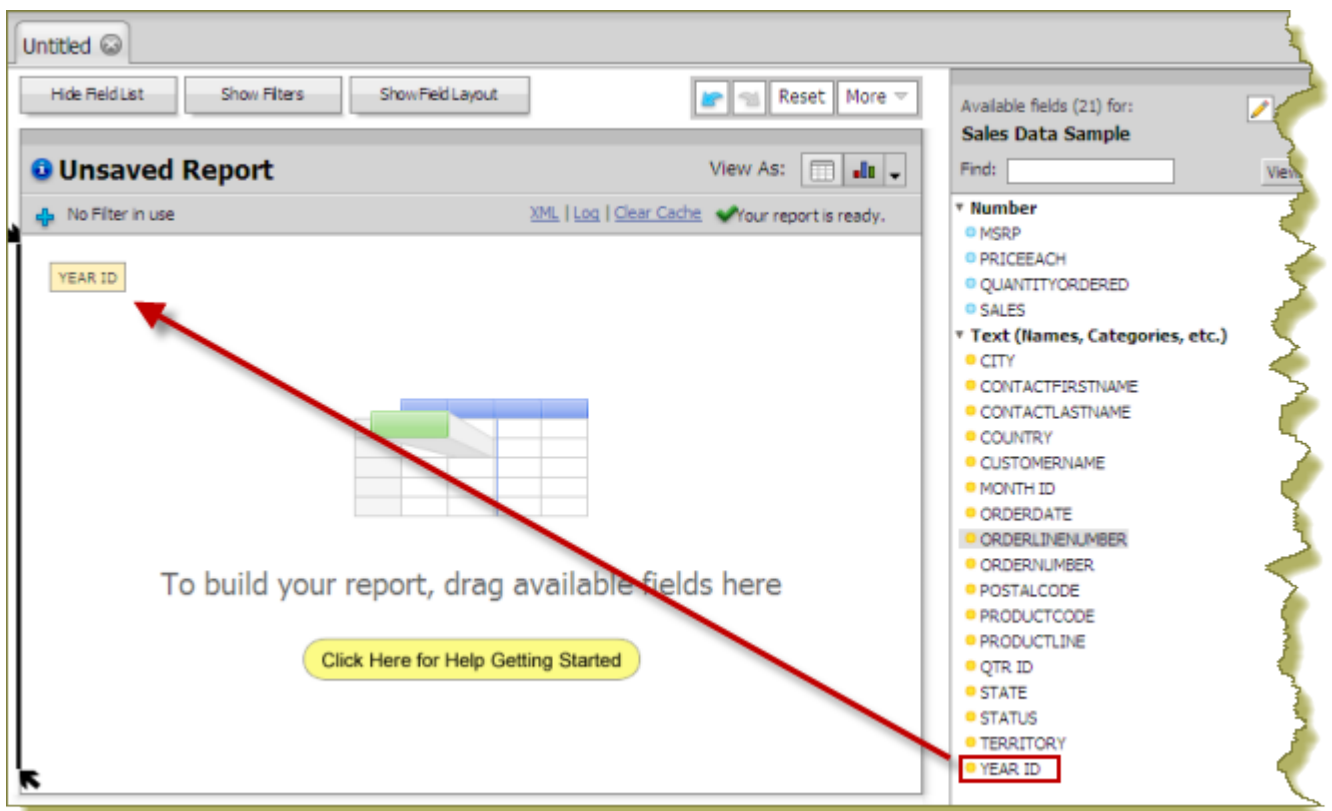 Untitled
Hide Field List Show Filters Show Field Layout Reset More
Unsaved Report View As:
No Filter in use XML | Log | Clear Cache Your report is ready.
YEAR ID
To build your report, drag available fields here
Click Here for Help Getting Started
Available fields (21) for:
Sales Data Sample
Find: View
Number
MSRP
PRICEEACH
QUANTITYORDERED
SALES
Text (Names, Categories, etc.)
CITY
CONTACTFIRSTNAME
CONTACTLASTNAME
COUNTRY
CUSTOMERNAME
MONTH ID
ORDERDATE
ORDERLINENUMBER
ORDERNUMBER
POSTALCODE
PRODUCTCODE
PRODUCTLINE
QTR ID
STATE
STATUS
TERRITORY
YEAR ID